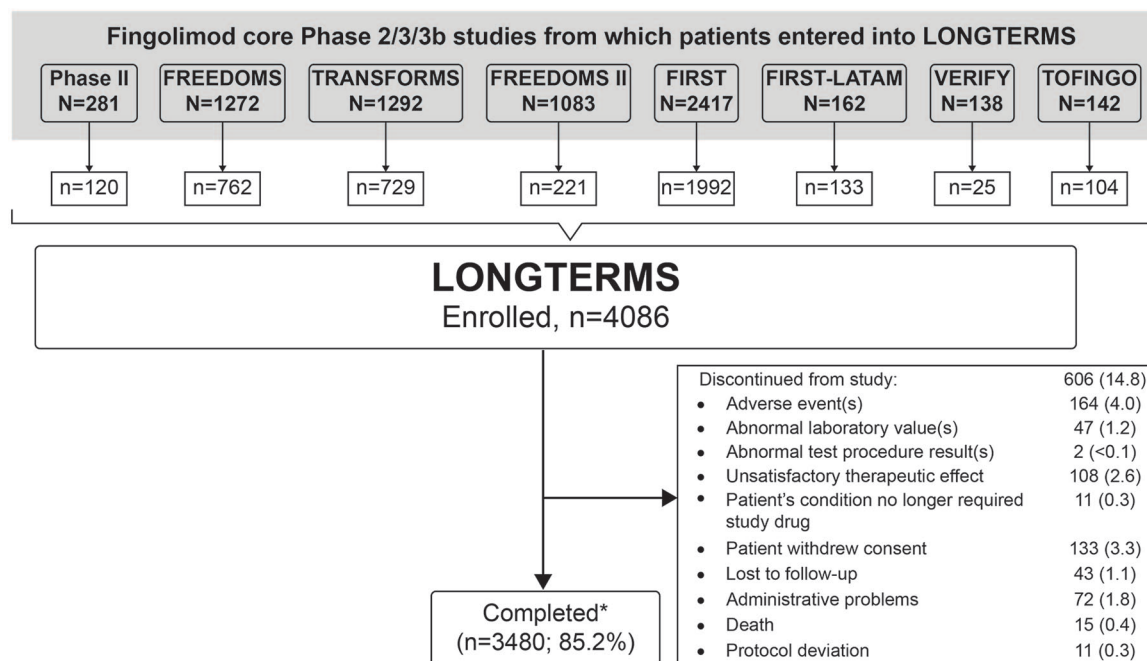 Fingolimod core Phase 2/3/3b studies from which patients entered into LONGTERMS
Phase II
N=281
FREEDOMS
N=1272
TRANSFORMS
N=1292
FREEDOMS II
N=1083
FIRST
N=2417
FIRST-LATAM
N=162
VERIFY
N=138
TOFINGO
N=142
n=120
n=762
n=729
n=221
n=1992
n=133
n=25
n=104
LONGTERMS
Enrolled, n=4086
Discontinued from study: 606 (14.8)
• Adverse event(s) 164 (4.0)
• Abnormal laboratory value(s) 47 (1.2)
• Abnormal test procedure result(s) 2 (<0.1)
• Unsatisfactory therapeutic effect 108 (2.6)
• Patient's condition no longer required 11 (0.3)
study drug
• Patient withdrew consent 133 (3.3)
• Lost to follow-up 43 (1.1)
• Administrative problems 72 (1.8)
• Death 15 (0.4)
• Protocol deviation 11 (0.3)
Completed*
(n=3480; 85.2%)